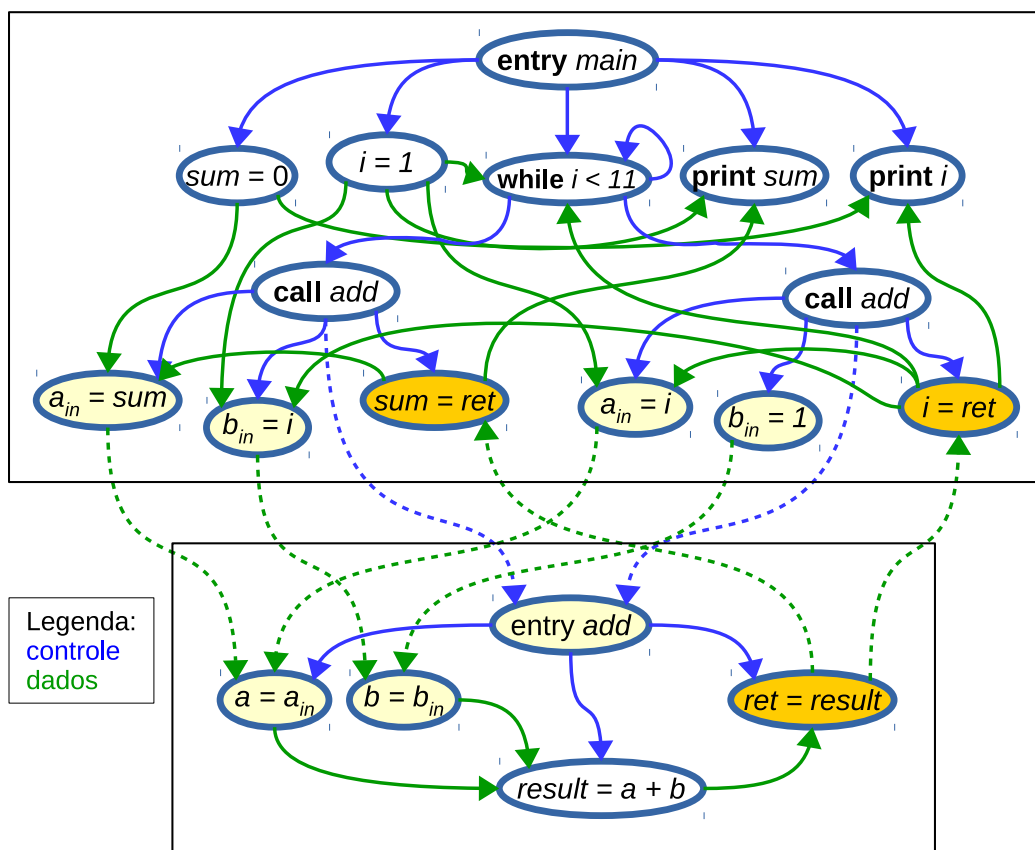 entry main
sum = 0
i = 1
while i < 11
print sum
print i
call add
call add
a_in = sum
b_in = i
sum = ret
a_in = i
b_in = 1
i = ret
Legenda:
controle
dados
entry add
a = a_in
b = b_in
ret = result
result = a + b